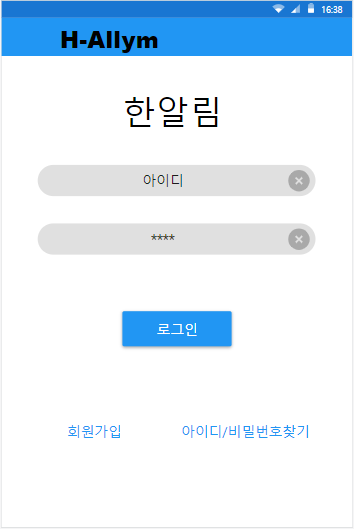 16:38
H-Allym
한알림
아이디
****
로그인
회원가입 아이디/비밀번호찾기